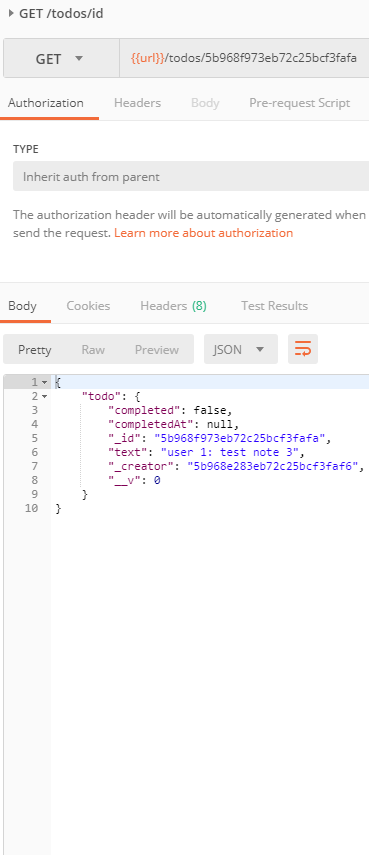 GET /todos/id
GET {{url}}/todos/5b968f973eb72c25bcf3fafa
Authorization Headers Body Pre-request Script
TYPE
Inherit auth from parent
The authorization header will be automatically generated when
send the request. Learn more about authorization
Body Cookies Headers (8) Test Results
Pretty Raw Preview JSON
1 {
2 "todo": {
3 "completed": false,
4 "completedAt": null,
5 "_id": "5b968f973eb72c25bcf3fafa",
6 "text": "user 1: test note 3",
7 "_creator": "5b968e283eb72c25bcf3faf6",
8 "__v": 0
9 }
10 }